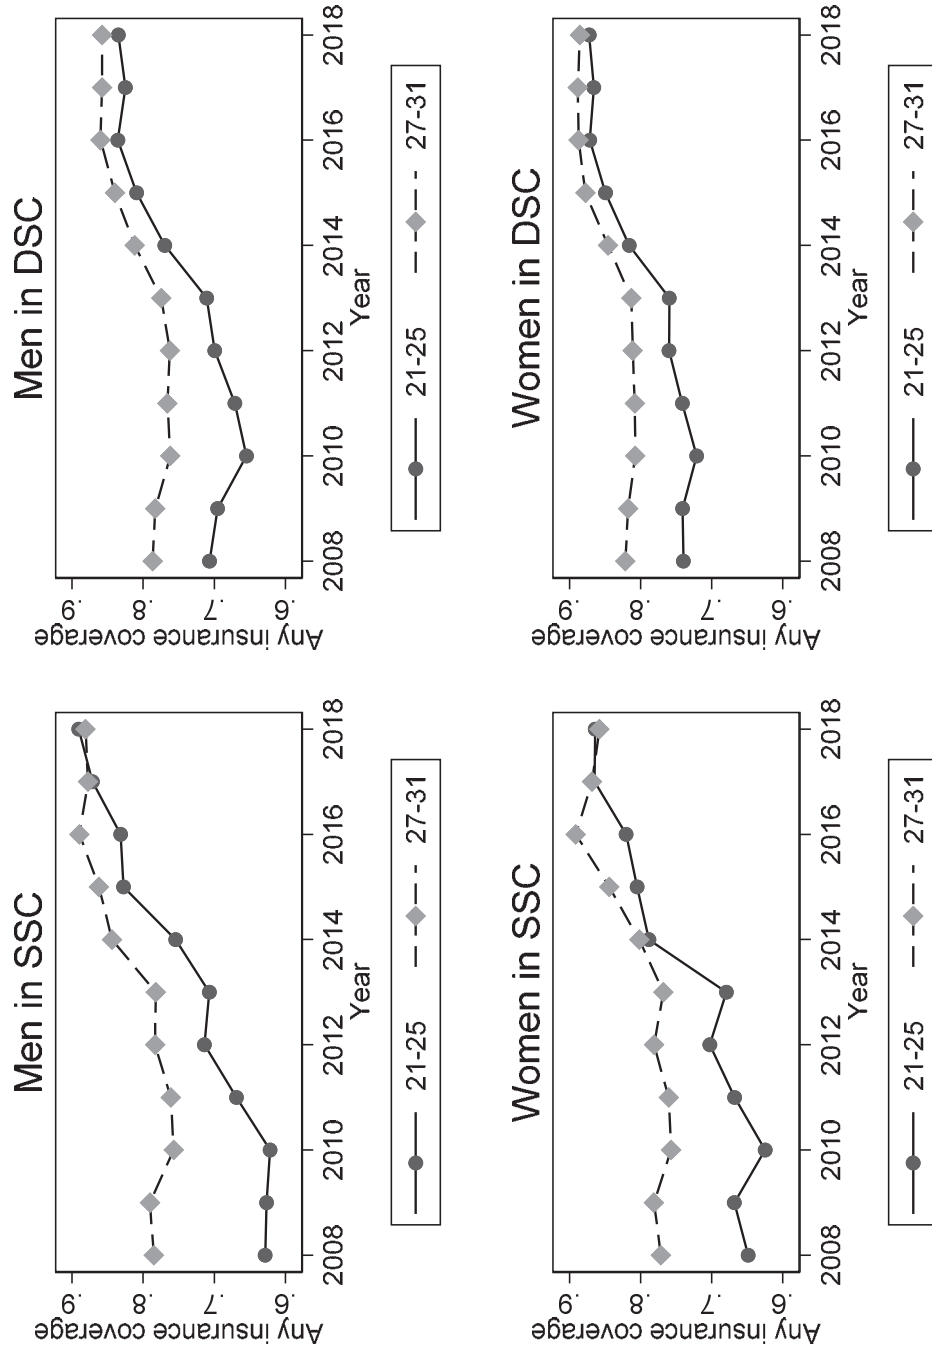 Men in SSC
Any insurance coverage
.9
.8
.7
.6
2008 2010 2012 2014 2016 2018
Year
21-25 27-31
Men in DSC
Any insurance coverage
.9
.8
.7
.6
2008 2010 2012 2014 2016 2018
Year
21-25 27-31
Women in SSC
Any insurance coverage
.9
.8
.7
.6
2008 2010 2012 2014 2016 2018
Year
21-25 27-31
Women in DSC
Any insurance coverage
.9
.8
.7
.6
2008 2010 2012 2014 2016 2018
Year
21-25 27-31